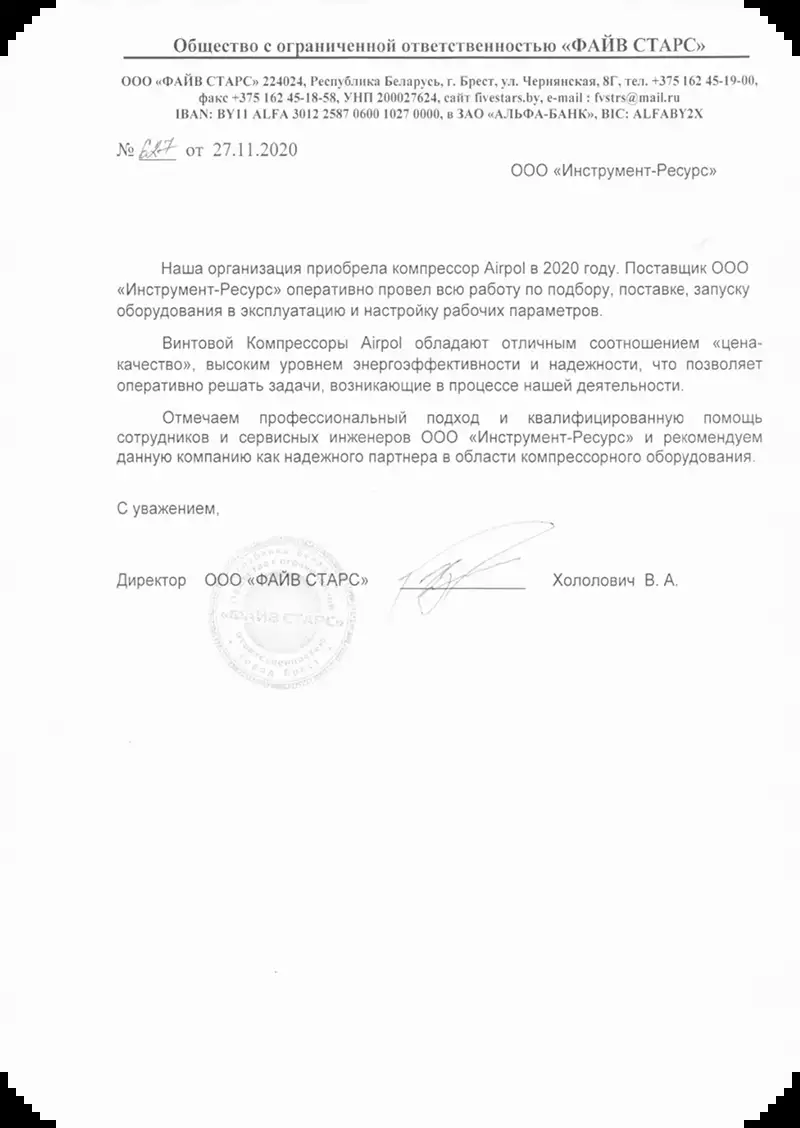 Общество с ограниченной ответственностью «ФАЙВ СТАРС»
ООО «ФАЙВ СТАРС» 224024, Республика Беларусь, г. Брест, ул. Чернянская, 8Г, тел. +375 162 45-19-00,
факс +375 162 45-18-58, УНП 200027624, сайт fivestars.by, e-mail : fvstrs@mail.ru
IBAN: BY11 ALFA 3012 2587 0600 1027 0000, в ЗАО «АЛЬФА-БАНК», BIC: ALFABY2X
№ 627 от 27.11.2020
ООО «Инструмент-Ресурс»
Наша организация приобрела компрессор Airpol в 2020 году. Поставщик ООО
«Инструмент-Ресурс» оперативно провел всю работу по подбору, поставке, запуску
оборудования в эксплуатацию и настройку рабочих параметров.
Винтовой Компрессоры Airpol обладают отличным соотношением «цена-
качество», высоким уровнем энергоэффективности и надежности, что позволяет
оперативно решать задачи, возникающие в процессе нашей деятельности.
Отмечаем профессиональный подход и квалифицированную помощь
сотрудников и сервисных инженеров ООО «Инструмент-Ресурс» и рекомендуем
данную компанию как надежного партнера в области компрессорного оборудования.
С уважением,
Директор ООО «ФАЙВ СТАРС» Хололович В. А.
«ФАЙВ СТАРС»
город Брест